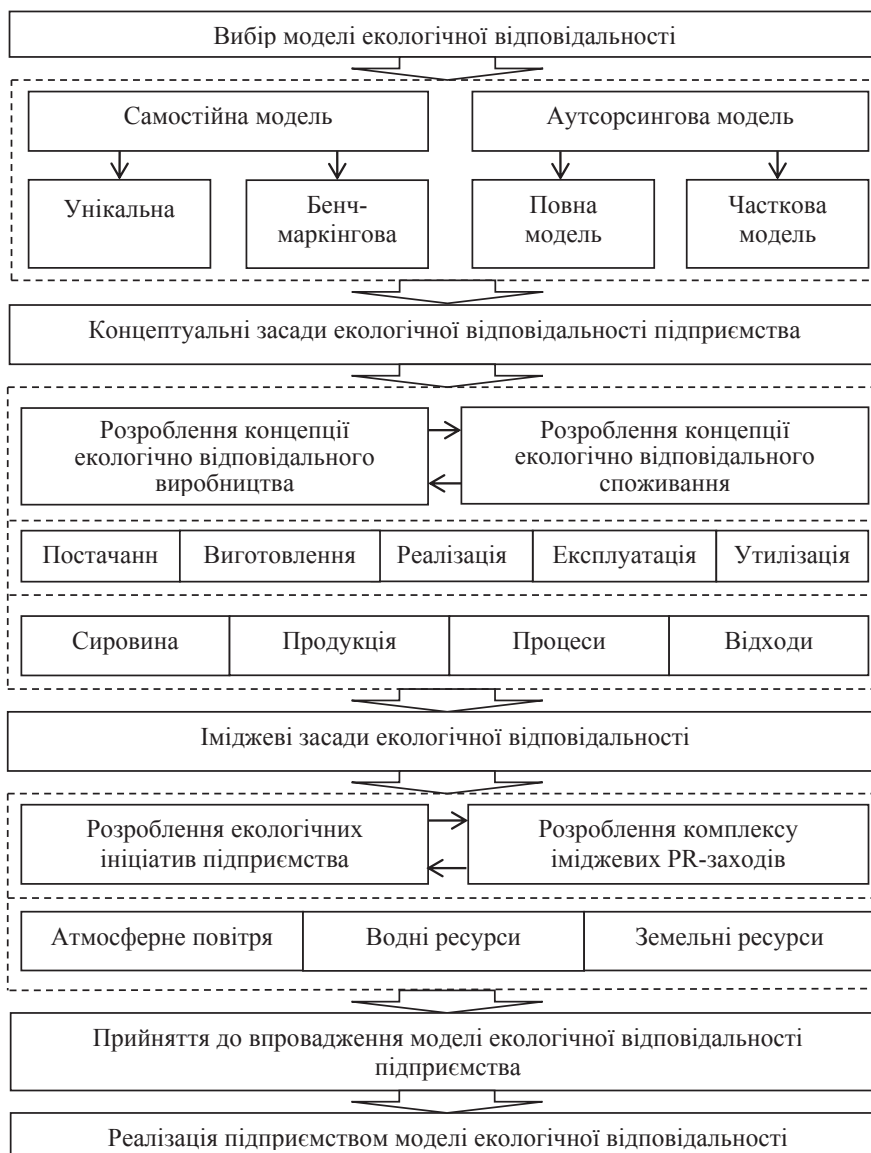 Вибір моделі екологічної відповідальності
Самостійна модель
Аутсорсингова модель
Унікальна
Бенч-
маркінгова
Повна
модель
Часткова
модель
Концептуальні засади екологічної відповідальності підприємства
Розроблення концепції
екологічно відповідального
виробництва
Розроблення концепції
екологічно відповідального
споживання
Постачанн
Виготовлення
Реалізація
Експлуатація
Утилізація
Сировина
Продукція
Процеси
Відходи
Іміджеві засади екологічної відповідальності
Розроблення екологічних
ініціатив підприємства
Розроблення комплексу
іміджевих PR-заходів
Атмосферне повітря
Водні ресурси
Земельні ресурси
Прийняття до впровадження моделі екологічної відповідальності
підприємства
Реалізація підприємством моделі екологічної відповідальності